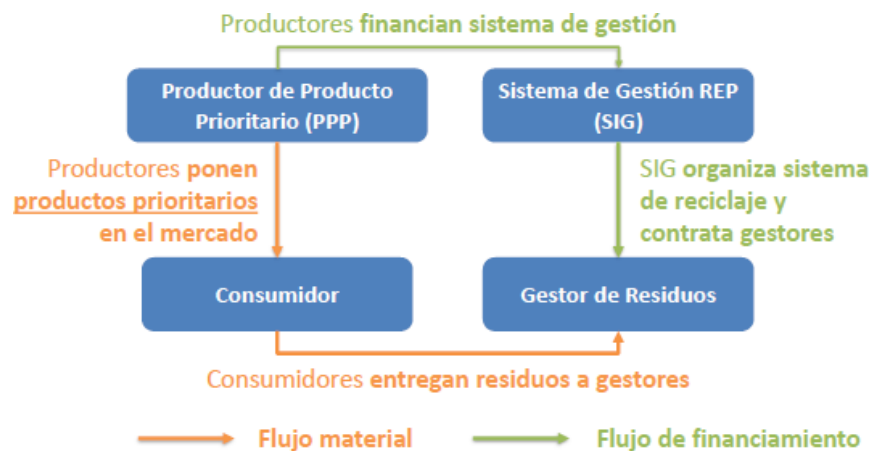 Productores financian sistema de gestión
Productor de Producto
Prioritario (PPP)
Sistema de Gestión REP
(SIG)
Productores ponen
productos prioritarios
en el mercado
SIG organiza sistema
de reciclaje y
contrata gestores
Consumidor
Gestor de Residuos
Consumidores entregan residuos a gestores
Flujo material
Flujo de financiamiento